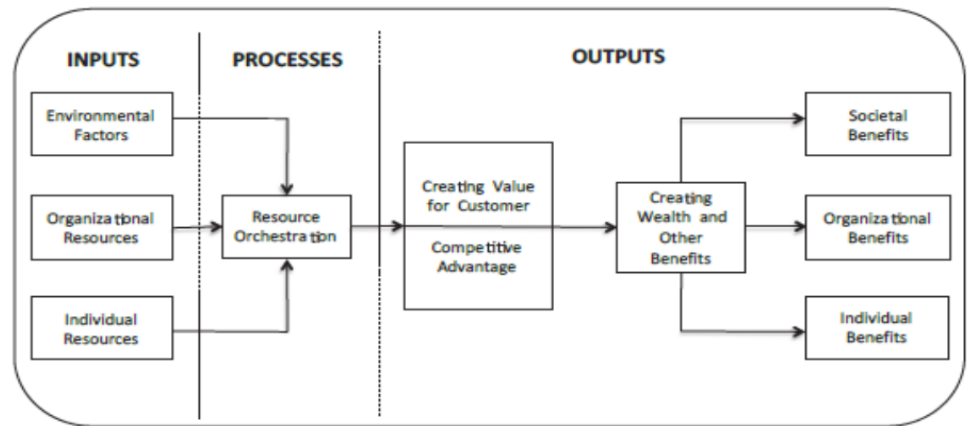 INPUTS
PROCESSES
OUTPUTS
Environmental
Factors
Organizational
Resources
Individual
Resources
Resource
Orchestration
Creating Value
for Customer
Competitive
Advantage
Creating
Wealth and
Other
Benefits
Societal
Benefits
Organizational
Benefits
Individual
Benefits